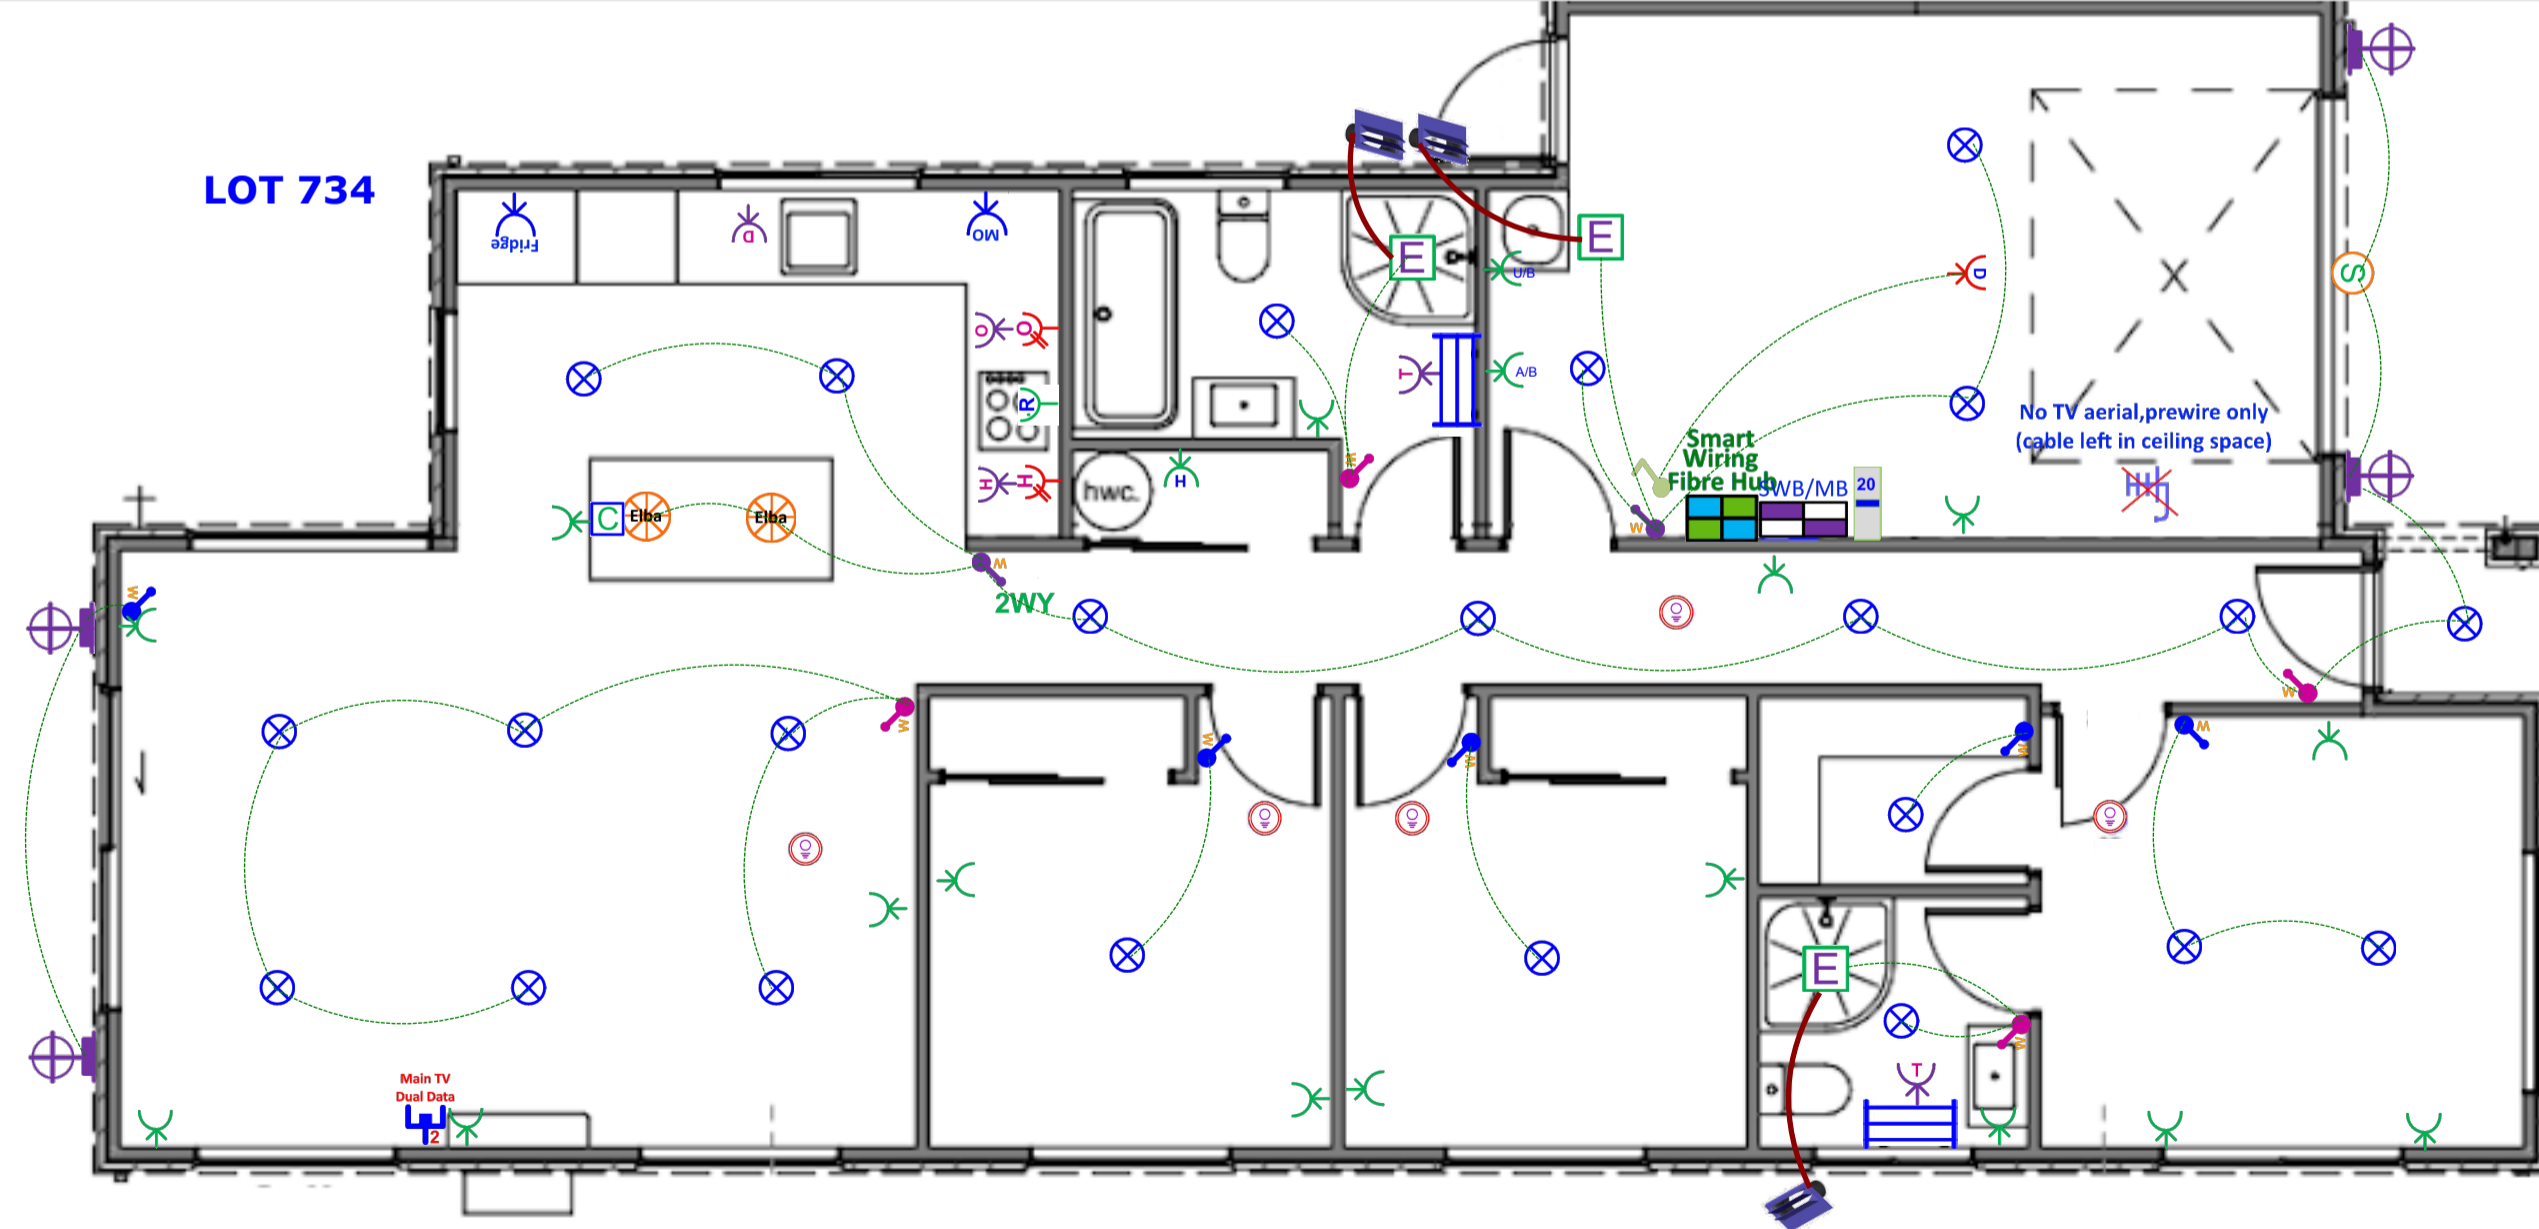 LOT 734
Fridge
D
MO
E
E
U/B
D
O
O
T
A/B
R
No TV aerial,prewire only
(cable left in ceiling space)
Smart
Wiring
Fibre Hub
SWB/MB
20
W
H
H
hwc.
H
C
Elba
Elba
W
W
W
2WY
S
W
W
W
W
W
W
E
W
T
Main TV
Dual Data
2